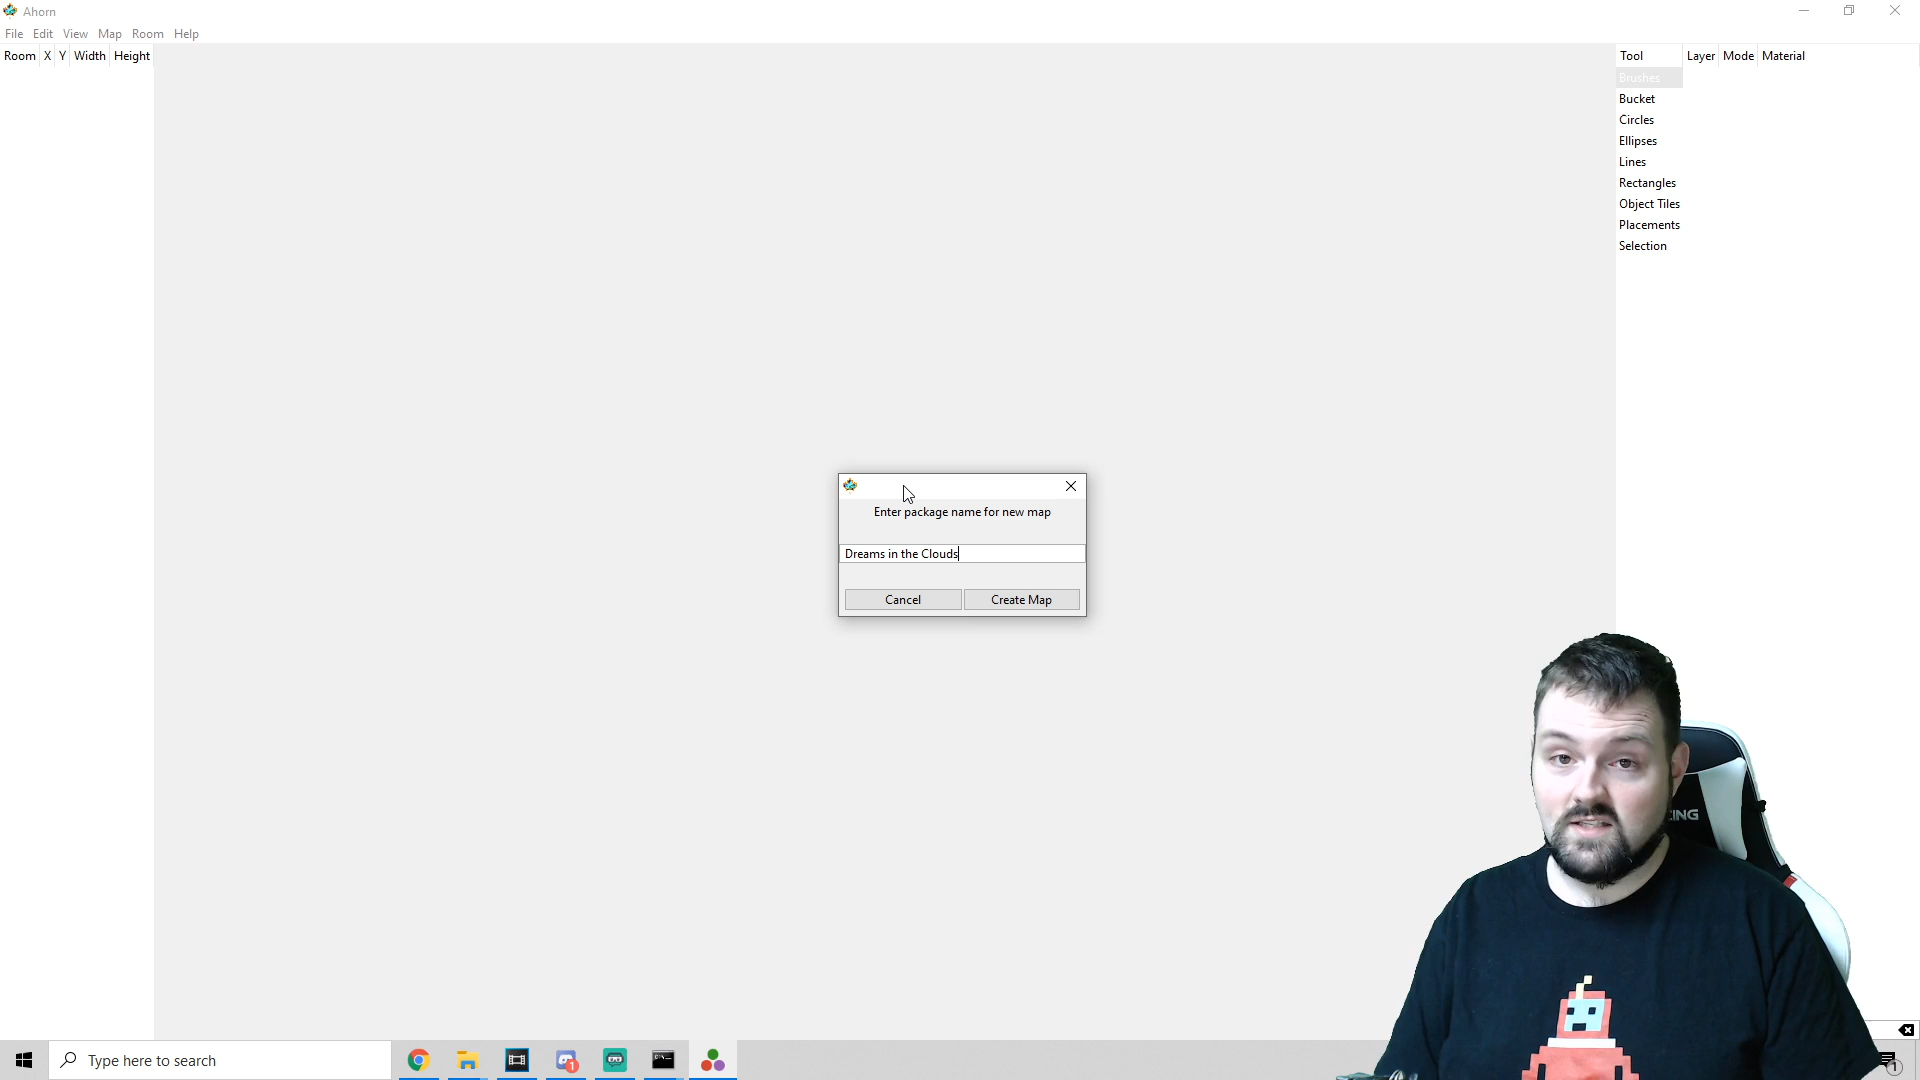 Ahorn
File Edit View Map Room Help
Room X Y Width Height
Tool Layer Mode Material
Brushes
Bucket
Circles
Ellipses
Lines
Rectangles
Object Tiles
Placements
Selection
Enter package name for new map
Dreams in the Clouds
Cancel Create Map
Type here to search
1
1